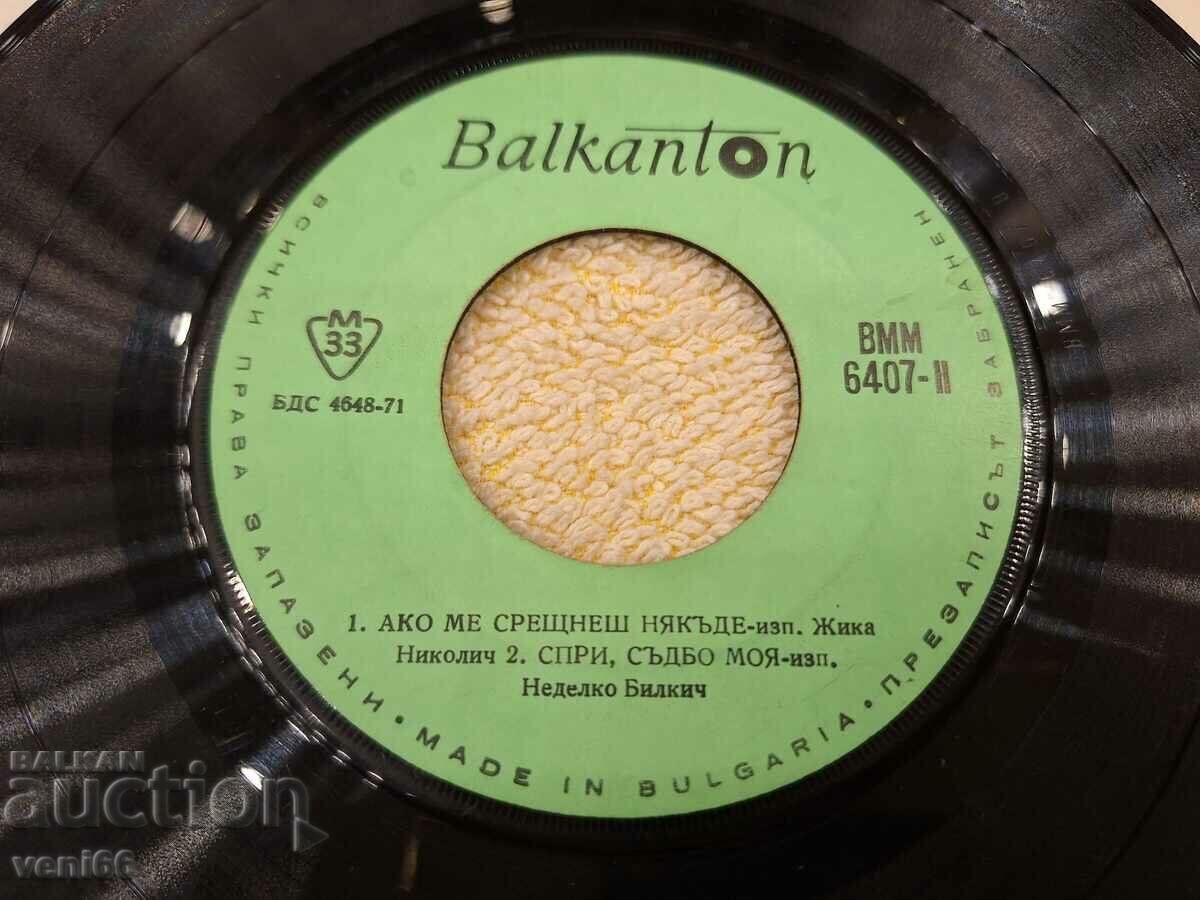 Balkanton
M
33
БДС 4648-71
ВММ
6407-II
1. АКО МЕ СРЕЩНЕШ НЯКЪДЕ-изп. Жика
Николич 2. СПРИ, СЪДБО МОЯ-изп.
Неделко Билкич
ВСИЧКИ ПРАВА ЗАПАЗЕНИ • MADE IN BULGARIA • ПРЕЗАПИСЪТ ЗАБРАНЕН
BALKAN
auction
veni66